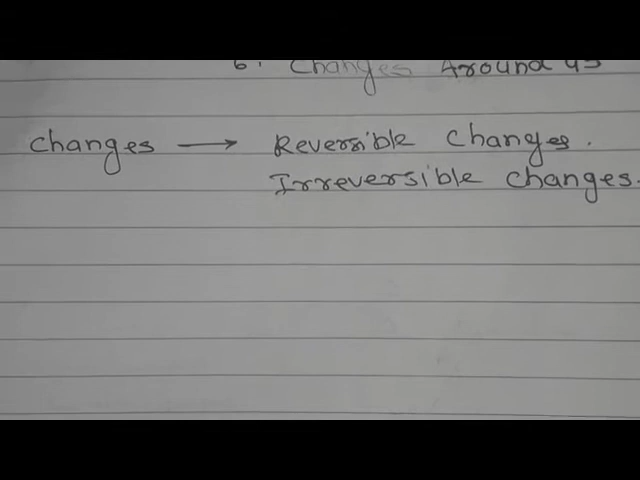 6. Changes Around us
Changes → Reversible Changes.
Irreversible changes.